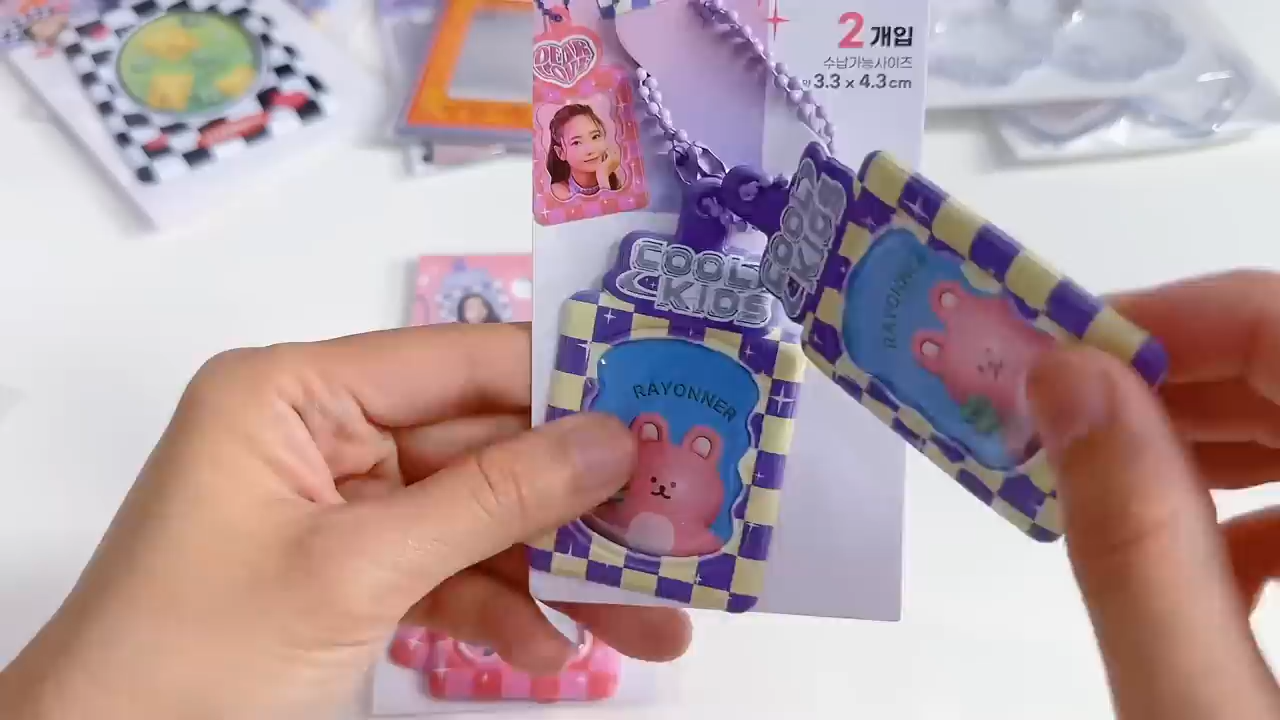 2 개입
수납가능사이즈
약 3.3 x 4.3cm
DEAR
LOVE
COOL
KIDS
COOL
KIDS
RAYONNER
RAYONNER